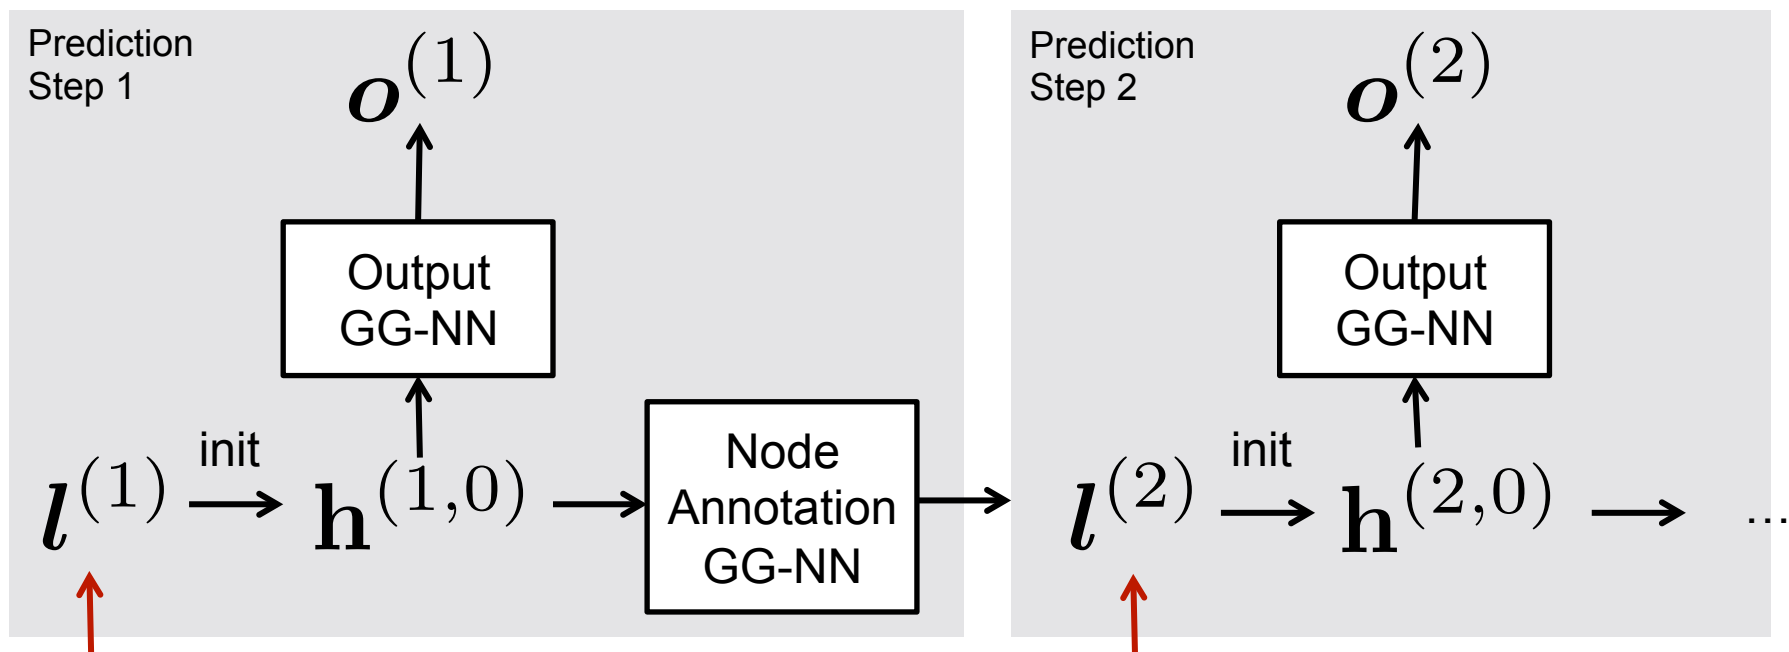 Prediction
Step 1
o^(1)
Output
GG-NN
l^(1)
init
h^(1,0)
Node
Annotation
GG-NN
Prediction
Step 2
o^(2)
Output
GG-NN
l^(2)
init
h^(2,0)
...